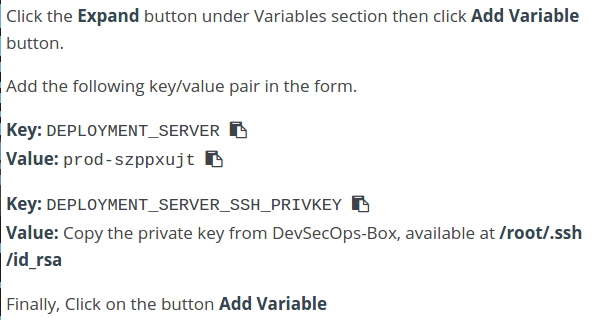 Click the Expand button under Variables section then click Add Variable
button.
Add the following key/value pair in the form.
Key: DEPLOYMENT_SERVER
Value: prod-szppxujt
Key: DEPLOYMENT_SERVER_SSH_PRIVKEY
Value: Copy the private key from DevSecOps-Box, available at /root/.ssh
/id_rsa
Finally, Click on the button Add Variable